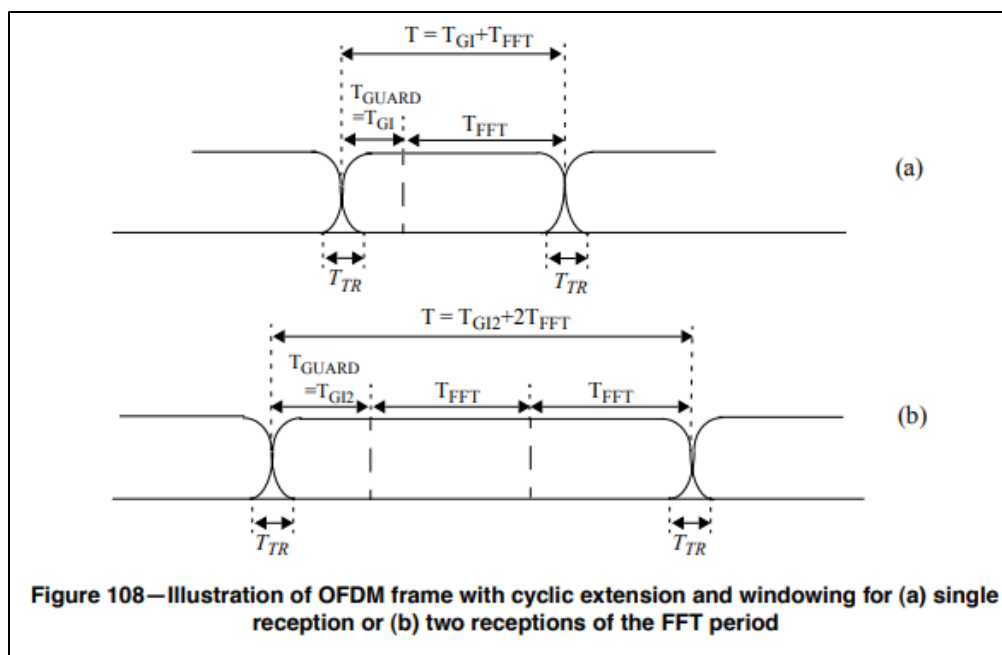 T = TGI+TFFT
TGUARD
=TGI
TFFT
(a)
TTR
TTR
T = TGI2+2TFFT
TGUARD
=TGI2
TFFT
TFFT
(b)
TTR
TTR
Figure 108—Illustration of OFDM frame with cyclic extension and windowing for (a) single
reception or (b) two receptions of the FFT period